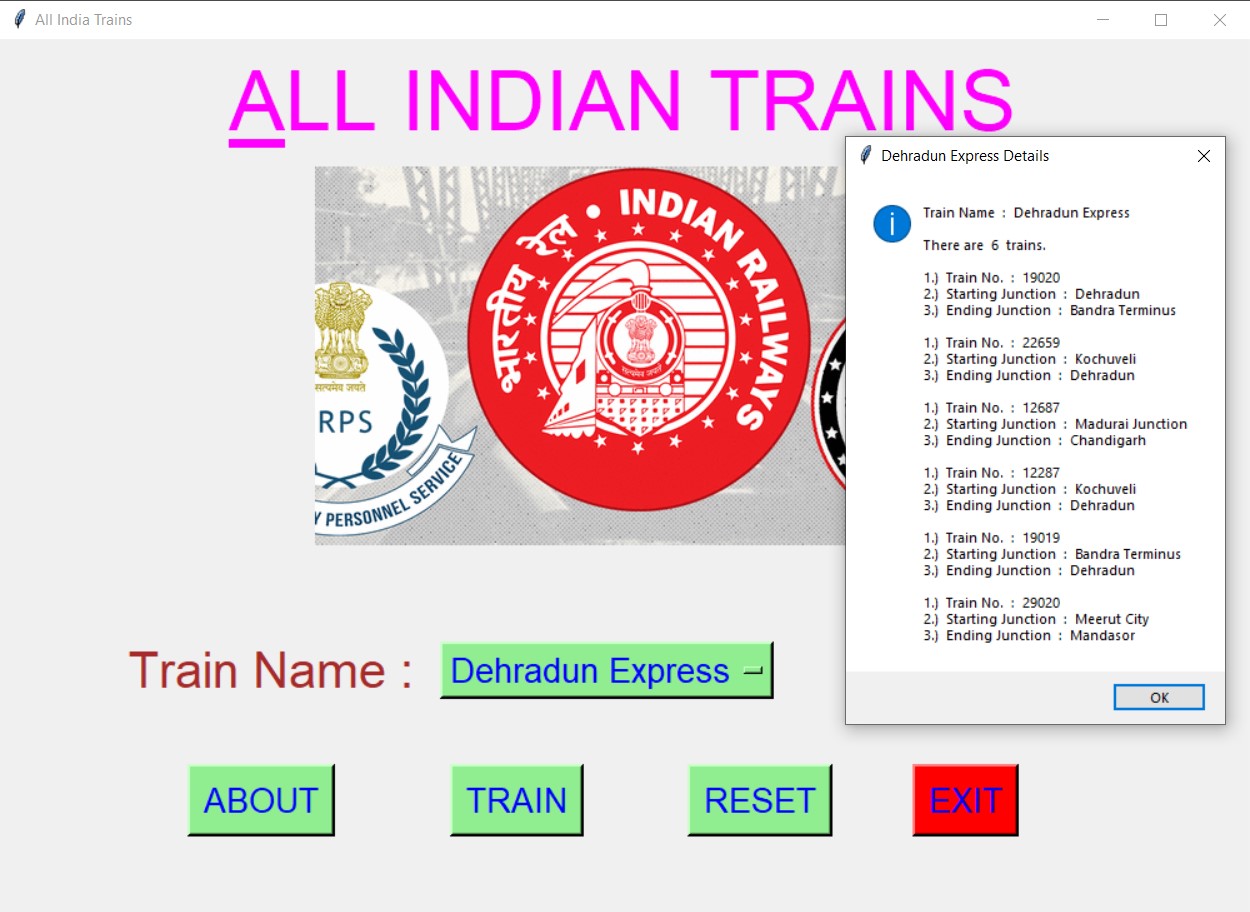 All India Trains
ALL INDIAN TRAINS
भारतीय रेल • INDIAN RAILWAYS
सत्यमेव जयते
सत्यमेव जयते
RPS
Y PERSONNEL SERVICE
Train Name :
Dehradun Express
ABOUT
TRAIN
RESET
EXIT
Dehradun Express Details
Train Name : Dehradun Express
There are 6 trains.
1.) Train No. : 19020
2.) Starting Junction : Dehradun
3.) Ending Junction : Bandra Terminus
1.) Train No. : 22659
2.) Starting Junction : Kochuveli
3.) Ending Junction : Dehradun
1.) Train No. : 12687
2.) Starting Junction : Madurai Junction
3.) Ending Junction : Chandigarh
1.) Train No. : 12287
2.) Starting Junction : Kochuveli
3.) Ending Junction : Dehradun
1.) Train No. : 19019
2.) Starting Junction : Bandra Terminus
3.) Ending Junction : Dehradun
1.) Train No. : 29020
2.) Starting Junction : Meerut City
3.) Ending Junction : Mandasor
OK